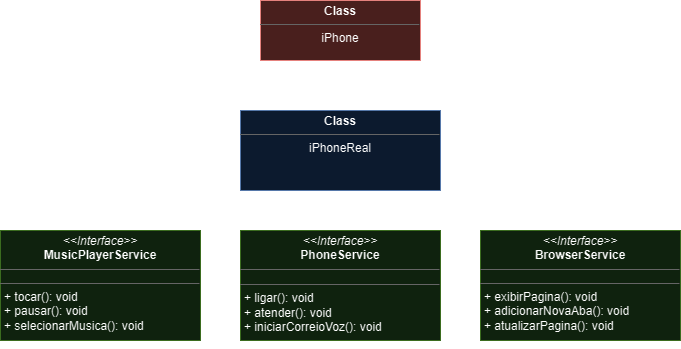 Class
iPhone
Class
iPhoneReal
<<Interface>>
MusicPlayerService
+ tocar(): void
+ pausar(): void
+ selecionarMusica(): void
<<Interface>>
PhoneService
+ ligar(): void
+ atender(): void
+ iniciarCorreioVoz(): void
<<Interface>>
BrowserService
+ exibirPagina(): void
+ adicionarNovaAba(): void
+ atualizarPagina(): void